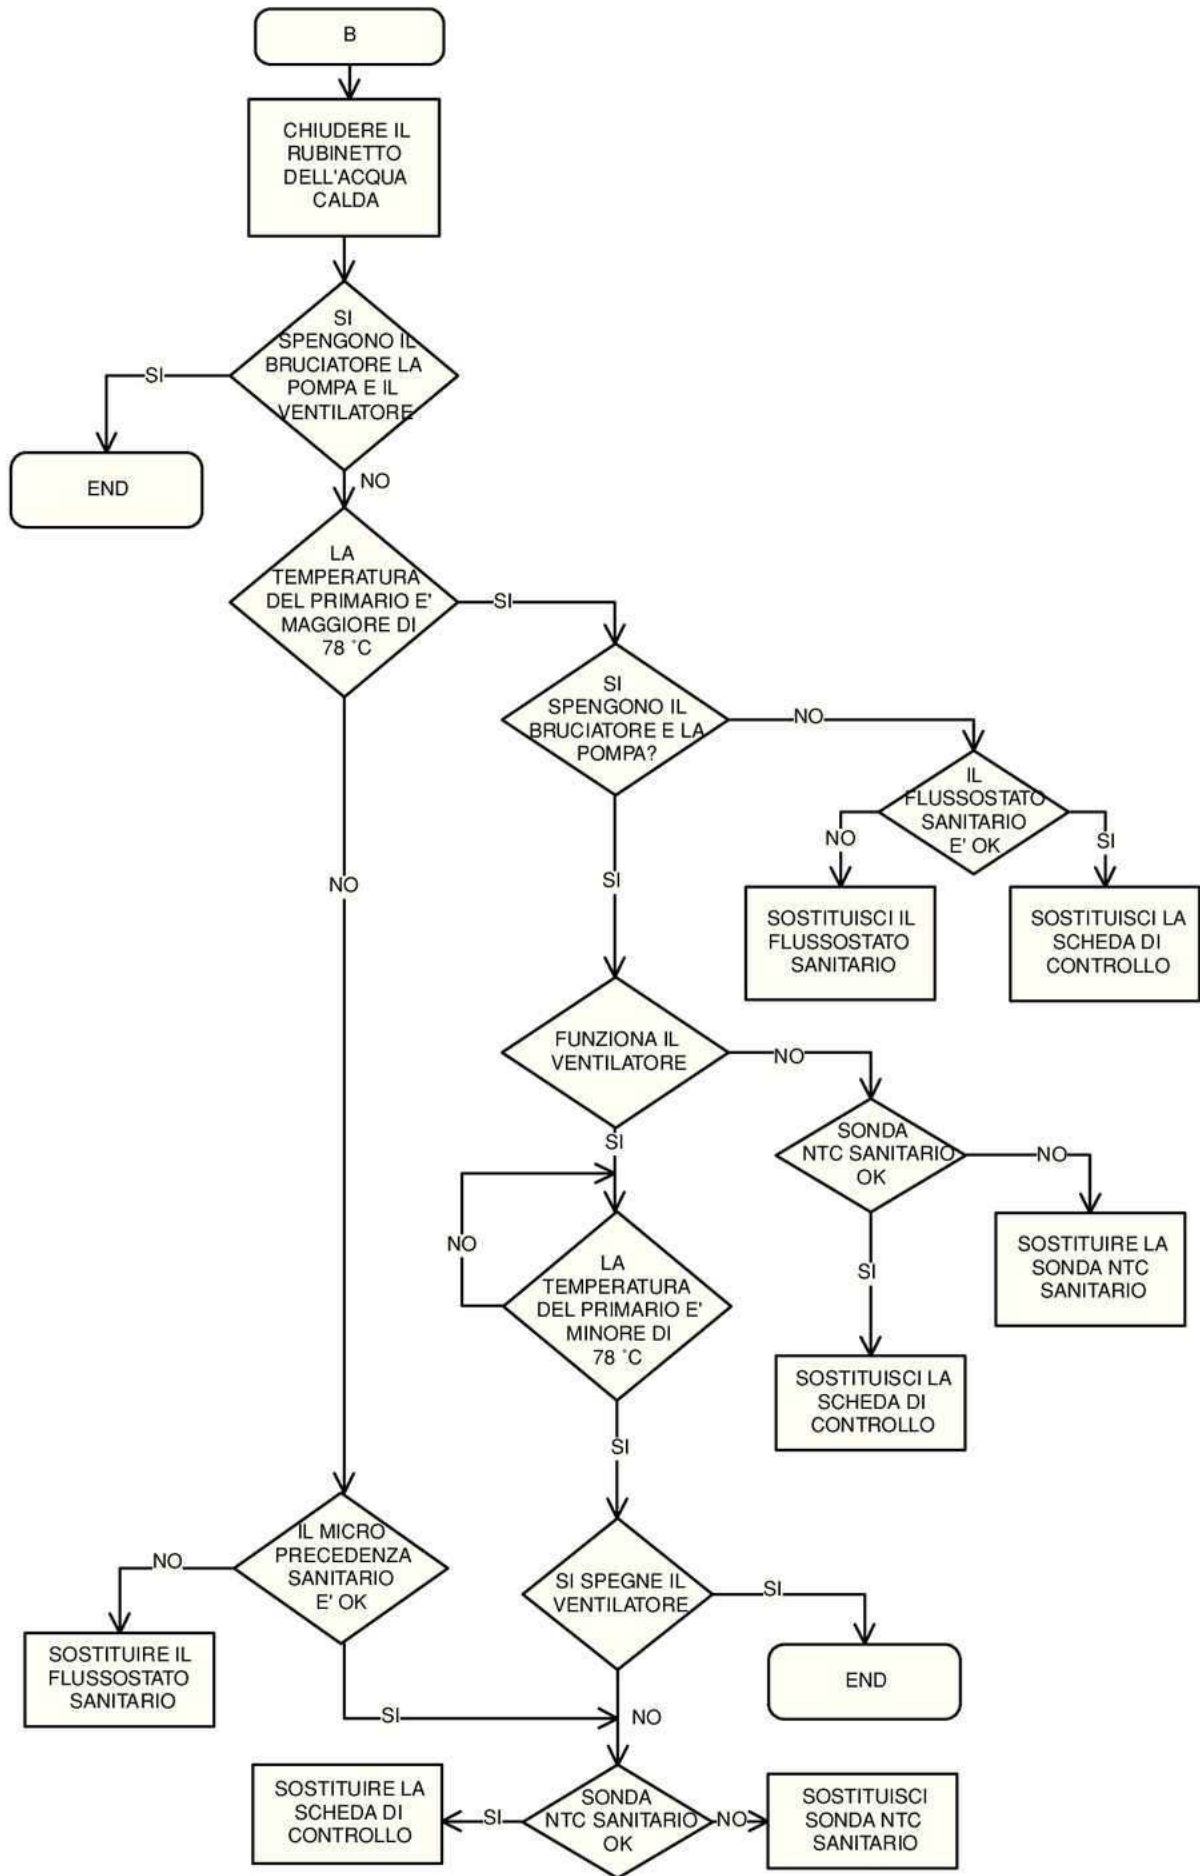 B
CHIUDERE IL
RUBINETTO
DELL'ACQUA
CALDA
SI
SPENGONO IL
BRUCIATORE LA
POMPA E IL
VENTILATORE
SI
END
NO
LA
TEMPERATURA
DEL PRIMARIO E'
MAGGIORE DI
78 °C
SI
SI
SPENGONO IL
BRUCIATORE E LA
POMPA?
NO
IL
FLUSSOSTATO
SANITARIO
E' OK
NO
SI
SOSTITUISCI IL
FLUSSOSTATO
SANITARIO
SOSTITUISCI LA
SCHEDA DI
CONTROLLO
NO
SI
FUNZIONA IL
VENTILATORE
NO
SONDA
NTC SANITARIO
OK
NO
SOSTITUIRE LA
SONDA NTC
SANITARIO
SI
SOSTITUISCI LA
SCHEDA DI
CONTROLLO
SI
NO
LA
TEMPERATURA
DEL PRIMARIO E'
MINORE DI
78 °C
SI
IL MICRO
PRECEDENZA
SANITARIO
E' OK
NO
SOSTITUIRE IL
FLUSSOSTATO
SANITARIO
SI
SI SPEGNE IL
VENTILATORE
SI
END
NO
SONDA
NTC SANITARIO
OK
SI
SOSTITUIRE LA
SCHEDA DI
CONTROLLO
NO
SOSTITUISCI
SONDA NTC
SANITARIO